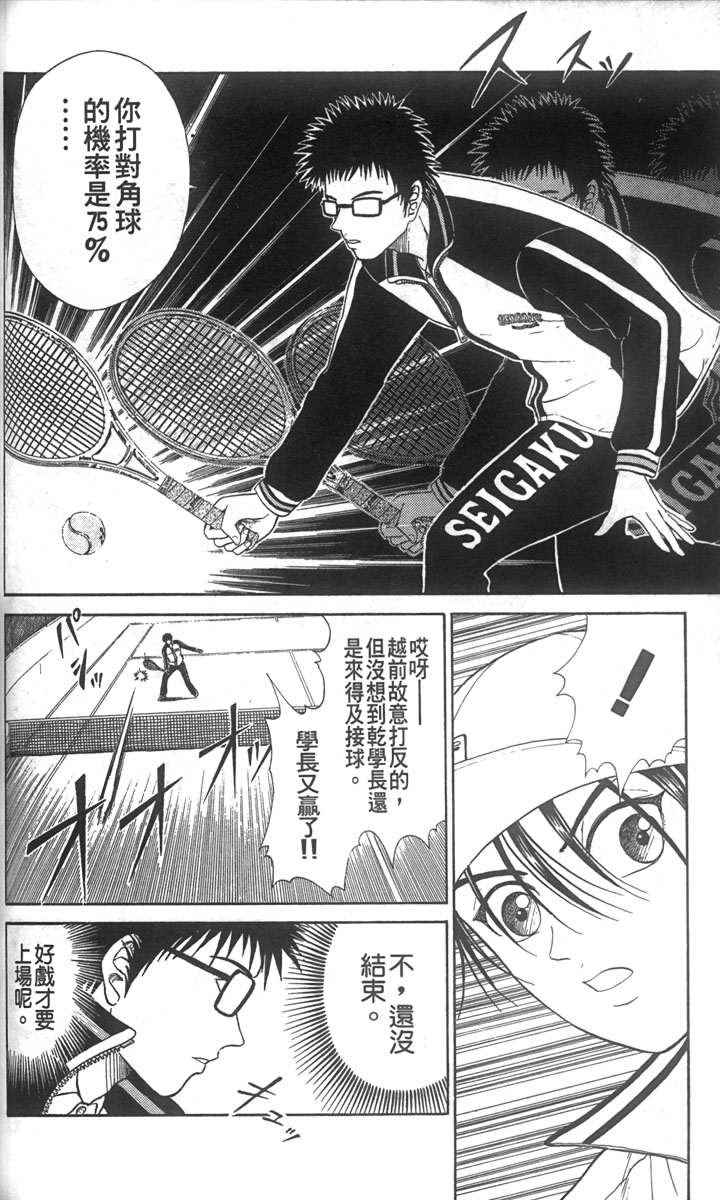 スッ
スッ
你打對角球
的機率是75%
……
SEIGAKU
!
哎呀──
越前故意打反的，
但沒想到乾學長還
是來得及接球。
學長又贏了!!
パァ
オオオ
不，還沒
結束。
好戲才要
上場呢。
キュッ